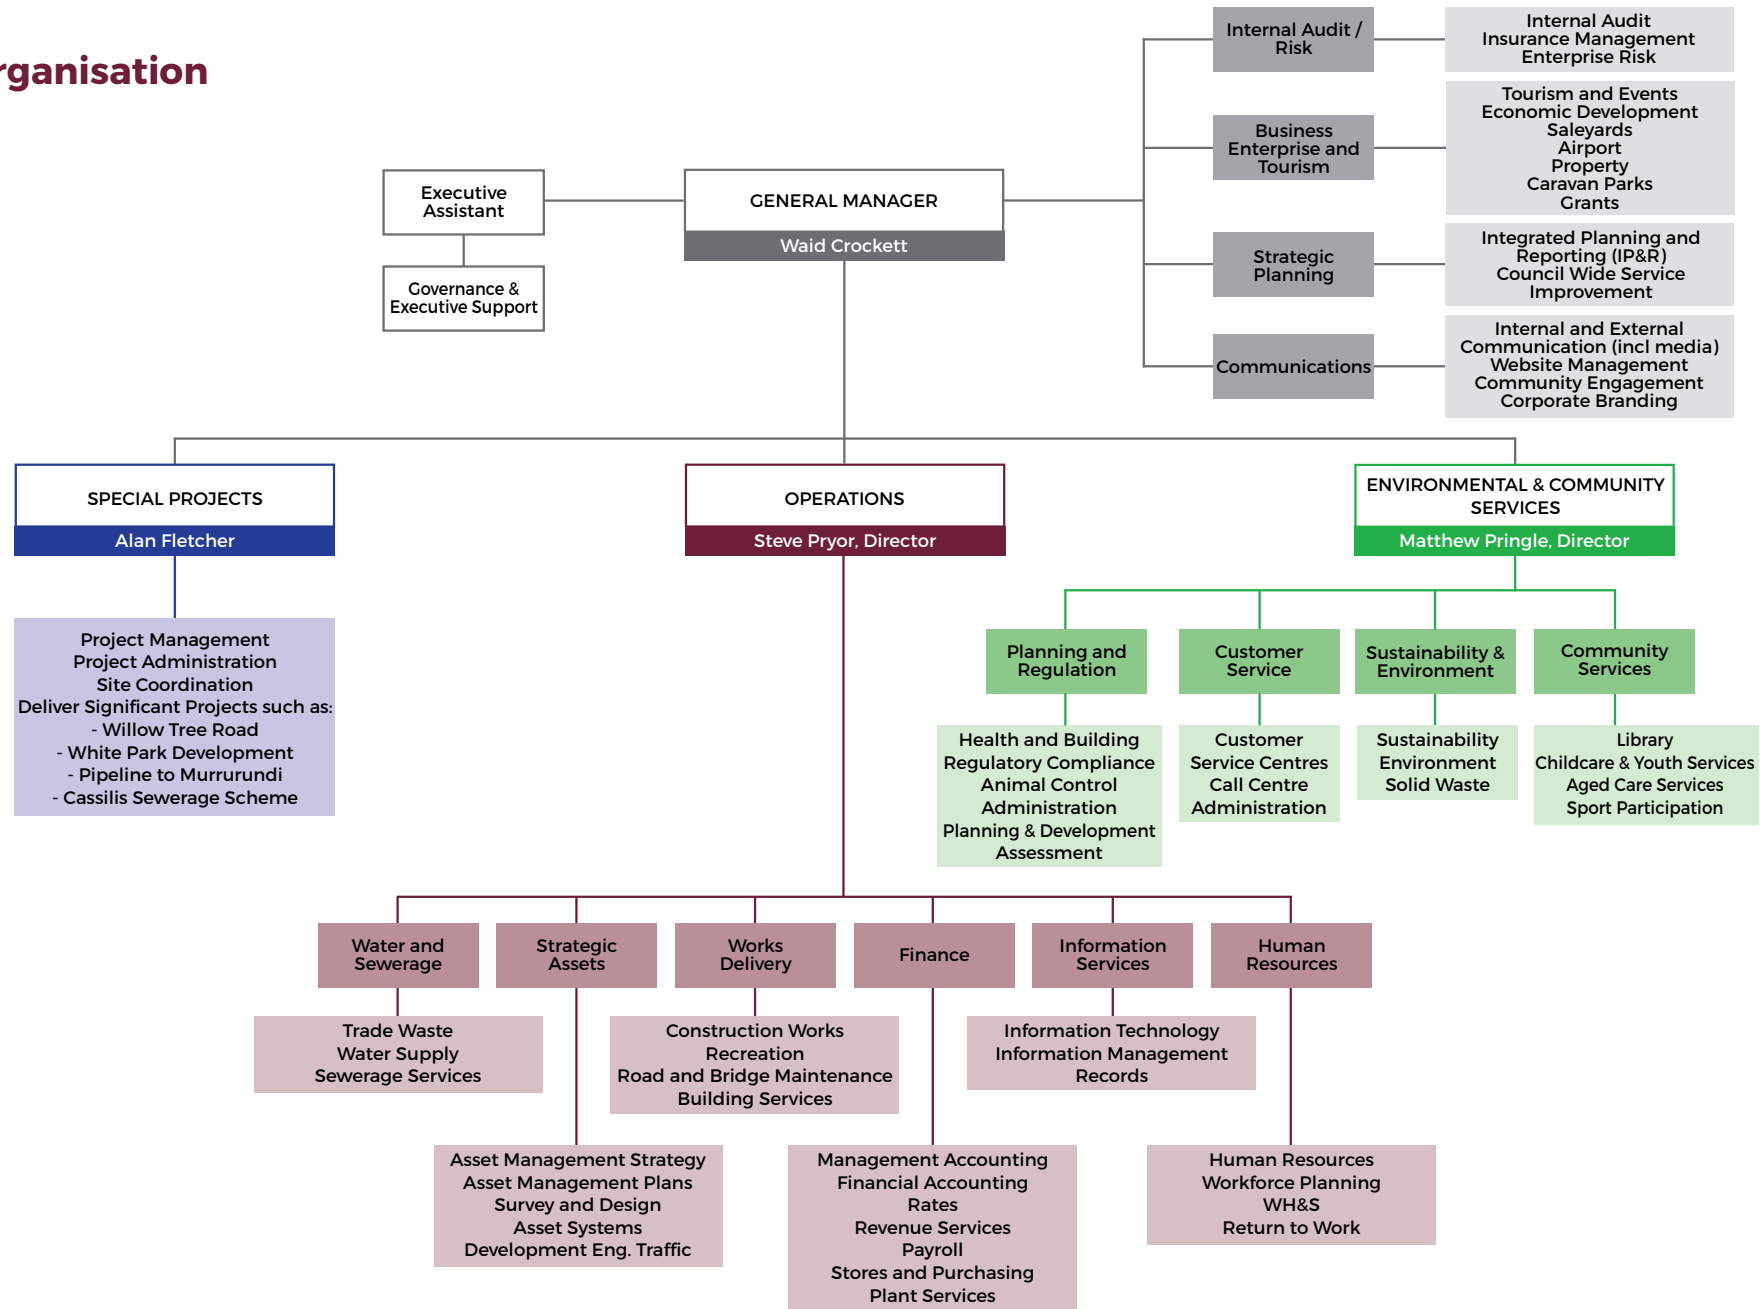 rganisation
Internal Audit /
Risk
Internal Audit
Insurance Management
Enterprise Risk
Business
Enterprise and
Tourism
Tourism and Events
Economic Development
Saleyards
Airport
Property
Caravan Parks
Grants
Executive
Assistant
GENERAL MANAGER
Waid Crockett
Governance &
Executive Support
Strategic
Planning
Integrated Planning and
Reporting (IP&R)
Council Wide Service
Improvement
Communications
Internal and External
Communication (incl media)
Website Management
Community Engagement
Corporate Branding
SPECIAL PROJECTS
Alan Fletcher
OPERATIONS
Steve Pryor, Director
ENVIRONMENTAL & COMMUNITY
SERVICES
Matthew Pringle, Director
Project Management
Project Administration
Site Coordination
Deliver Significant Projects such as:
- Willow Tree Road
- White Park Development
- Pipeline to Murrurundi
- Cassilis Sewerage Scheme
Planning and
Regulation
Customer
Service
Sustainability &
Environment
Community
Services
Health and Building
Regulatory Compliance
Animal Control
Administration
Planning & Development
Assessment
Customer
Service Centres
Call Centre
Administration
Sustainability
Environment
Solid Waste
Library
Childcare & Youth Services
Aged Care Services
Sport Participation
Water and
Sewerage
Strategic
Assets
Works
Delivery
Finance
Information
Services
Human
Resources
Trade Waste
Water Supply
Sewerage Services
Construction Works
Recreation
Road and Bridge Maintenance
Building Services
Information Technology
Information Management
Records
Asset Management Strategy
Asset Management Plans
Survey and Design
Asset Systems
Development Eng. Traffic
Management Accounting
Financial Accounting
Rates
Revenue Services
Payroll
Stores and Purchasing
Plant Services
Human Resources
Workforce Planning
WH&S
Return to Work